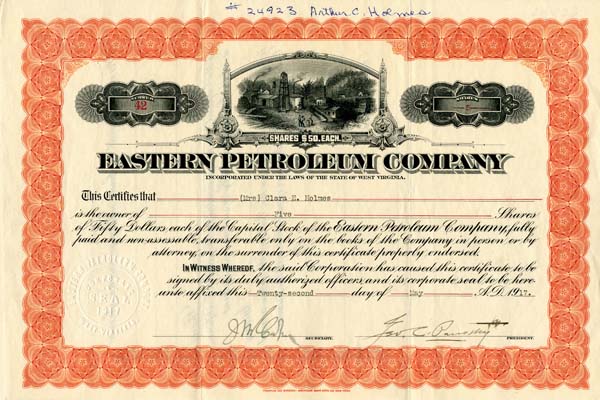 # 24923 Arthur C. Holmes
42
5
SHARES $50. EACH.
EASTERN PETROLEUM COMPANY
INCORPORATED UNDER THE LAWS OF THE STATE OF WEST VIRGINIA.
This Certifies that (Mrs) Clara E. Holmes
is the owner of Five Shares
of Fifty Dollars each of the Capital Stock of the Eastern Petroleum Company, fully
paid and non-assessable, transferable only on the books of the Company in person or by
attorney, on the surrender of this certificate properly endorsed.
IN WITNESS WHEREOF, the said Corporation has caused this certificate to be
signed by its duly authorized officers, and its corporate seal to be here-
unto affixed this Twenty-second day of May A.D. 1917.
SECRETARY. PRESIDENT.